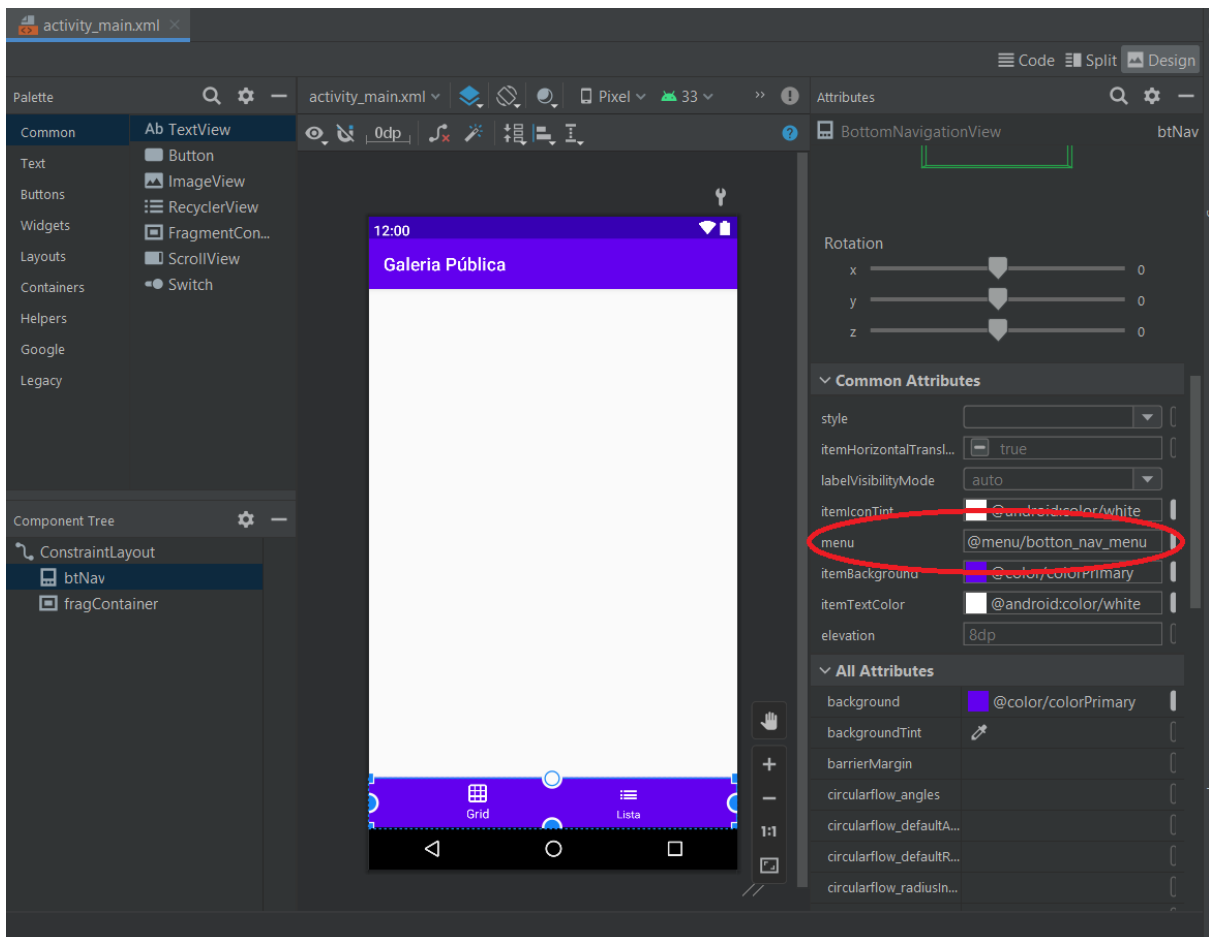 activity_main.xml
Code Split Design
Palette
Common
Text
Buttons
Widgets
Layouts
Containers
Helpers
Google
Legacy
Ab TextView
Button
ImageView
RecyclerView
FragmentCon...
ScrollView
Switch
Component Tree
ConstraintLayout
btNav
fragContainer
activity_main.xml Pixel 33
0dp
12:00
Galeria Pública
Grid
Lista
1:1
Attributes
BottomNavigationView btNav
Rotation
x 0
y 0
z 0
Common Attributes
style
itemHorizontalTransl... true
labelVisibilityMode auto
itemIconTint @android:color/white
menu @menu/botton_nav_menu
itemBackground @color/colorPrimary
itemTextColor @android:color/white
elevation 8dp
All Attributes
background @color/colorPrimary
backgroundTint
barrierMargin
circularflow_angles
circularflow_defaultA...
circularflow_defaultR...
circularflow_radiusIn...